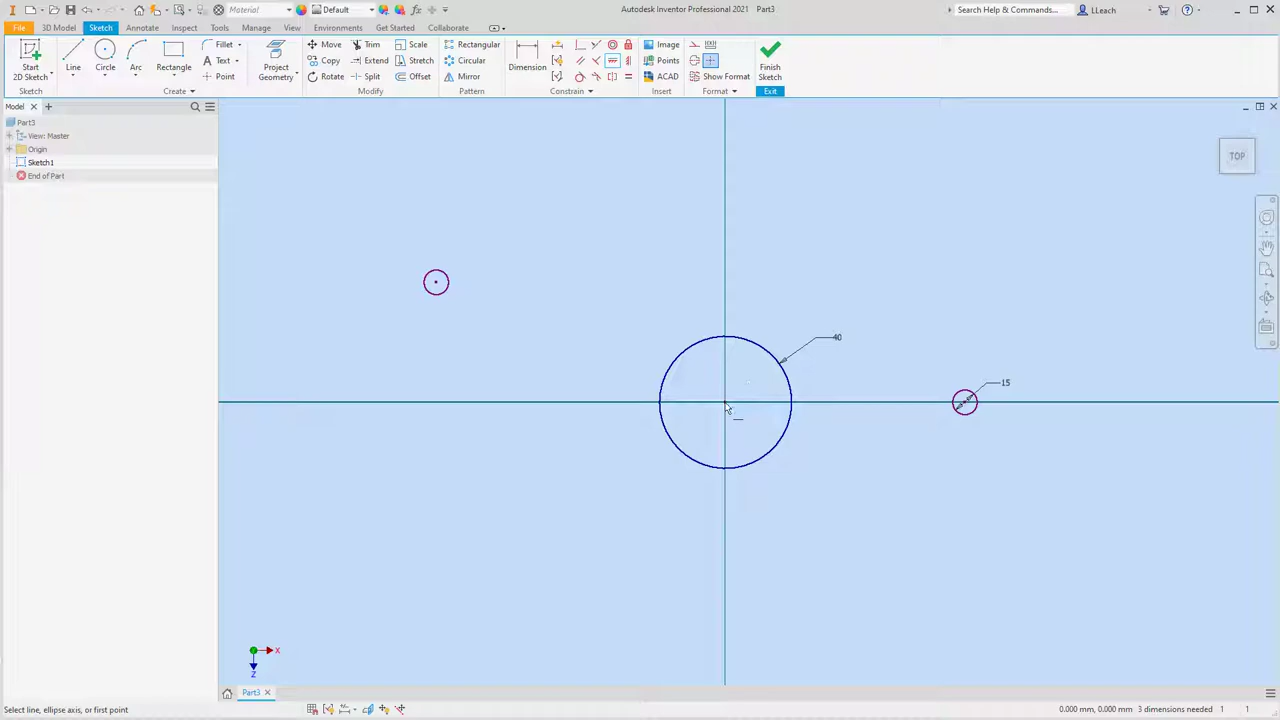 Material
Default
Autodesk Inventor Professional 2021 Part3
Search Help & Commands...
LLeach
File
3D Model
Sketch
Annotate
Inspect
Tools
Manage
View
Environments
Get Started
Collaborate
Start
2D Sketch
Line
Circle
Arc
Rectangle
Fillet
Text
Point
Project
Geometry
Move
Copy
Rotate
Trim
Extend
Split
Scale
Stretch
Offset
Rectangular
Circular
Mirror
Dimension
Image
Points
ACAD
Show Format
Finish
Sketch
Sketch
Create
Modify
Pattern
Constrain
Insert
Format
Exit
Model
Part3
View: Master
Origin
Sketch1
End of Part
TOP
40
15
X
Z
Part3
Select line, ellipse axis, or first point
0.000 mm, 0.000 mm
3 dimensions needed
1
1